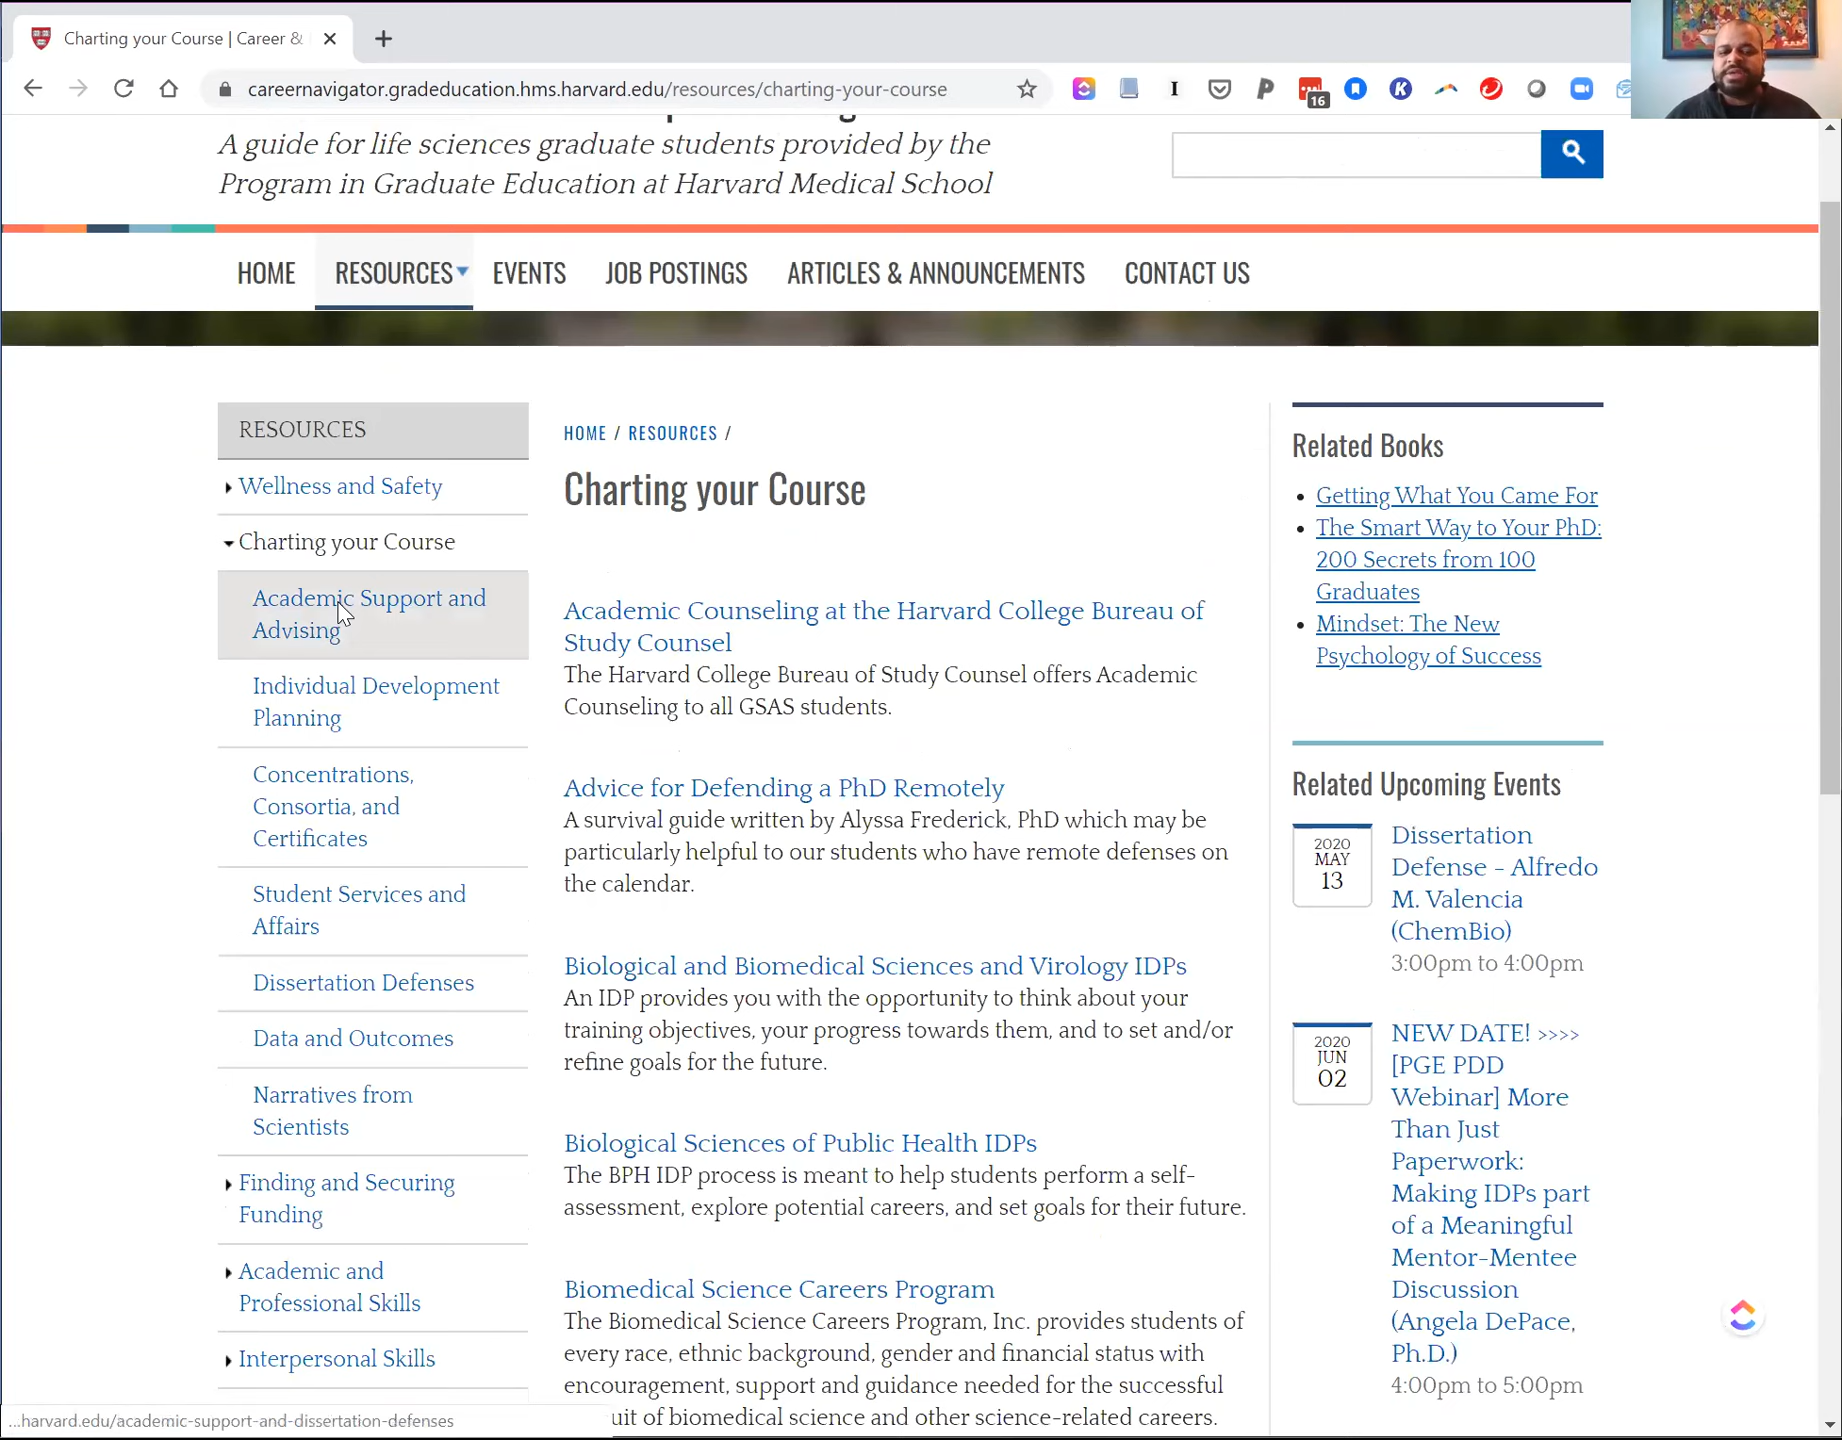 Charting your Course | Career &
careernavigator.gradeducation.hms.harvard.edu/resources/charting-your-course
16
A guide for life sciences graduate students provided by the
Program in Graduate Education at Harvard Medical School
HOME
RESOURCES
EVENTS
JOB POSTINGS
ARTICLES & ANNOUNCEMENTS
CONTACT US
RESOURCES
Wellness and Safety
Charting your Course
Academic Support and
Advising
Individual Development
Planning
Concentrations,
Consortia, and
Certificates
Student Services and
Affairs
Dissertation Defenses
Data and Outcomes
Narratives from
Scientists
Finding and Securing
Funding
Academic and
Professional Skills
Interpersonal Skills
...harvard.edu/academic-support-and-dissertation-defenses
HOME / RESOURCES /
Charting your Course
Academic Counseling at the Harvard College Bureau of
Study Counsel
The Harvard College Bureau of Study Counsel offers Academic
Counseling to all GSAS students.
Advice for Defending a PhD Remotely
A survival guide written by Alyssa Frederick, PhD which may be
particularly helpful to our students who have remote defenses on
the calendar.
Biological and Biomedical Sciences and Virology IDPs
An IDP provides you with the opportunity to think about your
training objectives, your progress towards them, and to set and/or
refine goals for the future.
Biological Sciences of Public Health IDPs
The BPH IDP process is meant to help students perform a self-
assessment, explore potential careers, and set goals for their future.
Biomedical Science Careers Program
The Biomedical Science Careers Program, Inc. provides students of
every race, ethnic background, gender and financial status with
encouragement, support and guidance needed for the successful
uit of biomedical science and other science-related careers.
Related Books
Getting What You Came For
The Smart Way to Your PhD:
200 Secrets from 100
Graduates
Mindset: The New
Psychology of Success
Related Upcoming Events
2020
MAY
13
Dissertation
Defense - Alfredo
M. Valencia
(ChemBio)
3:00pm to 4:00pm
2020
JUN
02
NEW DATE! >>>>
[PGE PDD
Webinar] More
Than Just
Paperwork:
Making IDPs part
of a Meaningful
Mentor-Mentee
Discussion
(Angela DePace,
Ph.D.)
4:00pm to 5:00pm